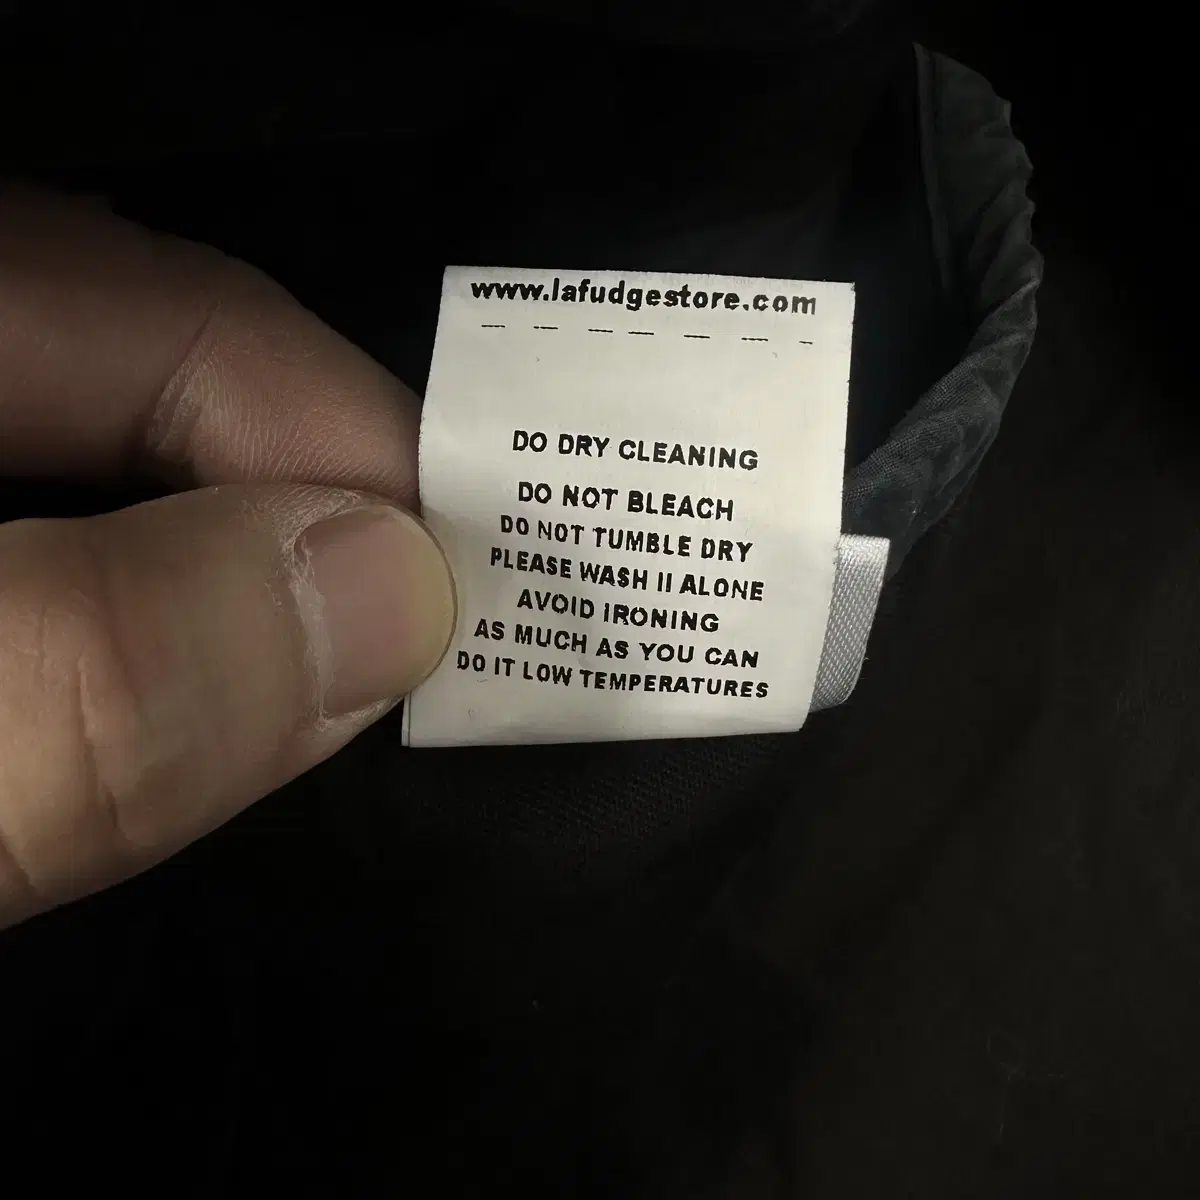 www.lafudgestore.com
DO DRY CLEANING
DO NOT BLEACH
DO NOT TUMBLE DRY
PLEASE WASH II ALONE
AVOID IRONING
AS MUCH AS YOU CAN
DO IT LOW TEMPERATURES